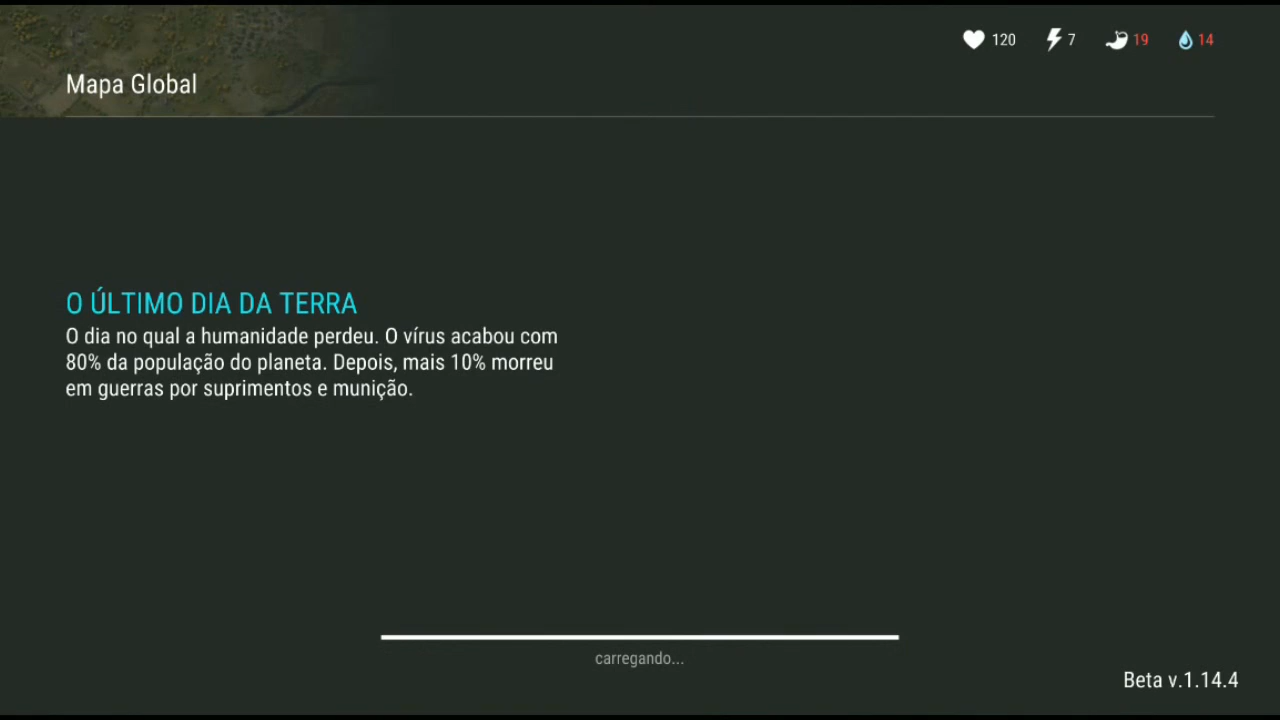 120 7 19 14
Mapa Global
O ÚLTIMO DIA DA TERRA
O dia no qual a humanidade perdeu. O vírus acabou com
80% da população do planeta. Depois, mais 10% morreu
em guerras por suprimentos e munição.
carregando...
Beta v.1.14.4